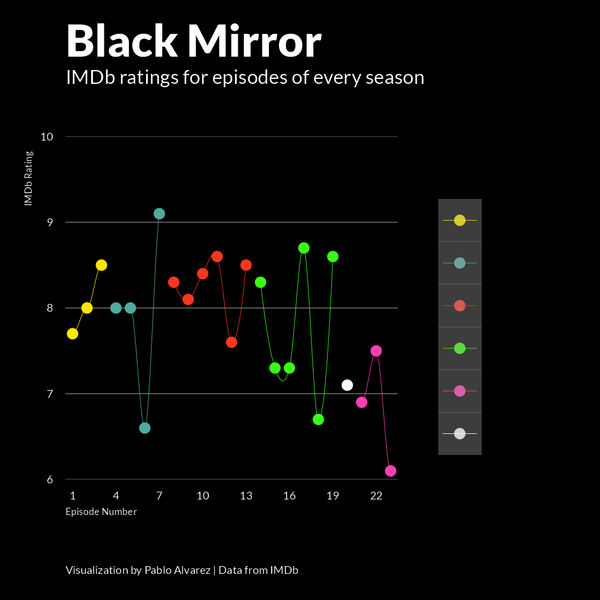 Black Mirror
IMDb ratings for episodes of every season
10
IMDb Rating
9
8
7
6
1 4 7 10 13 16 19 22
Episode Number
Visualization by Pablo Alvarez | Data from IMDb